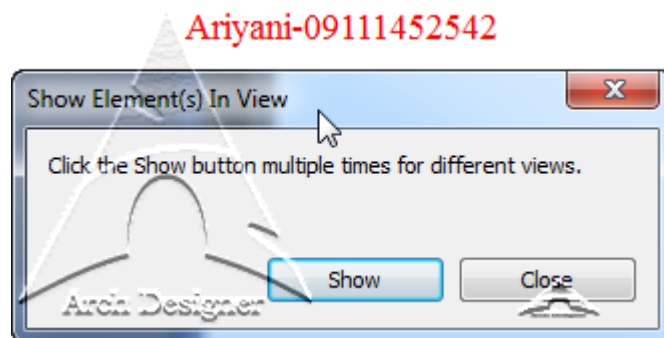 Ariyani-09111452542
Show Element(s) In View
Click the Show button multiple times for different views.
Show
Close
Arch Designer